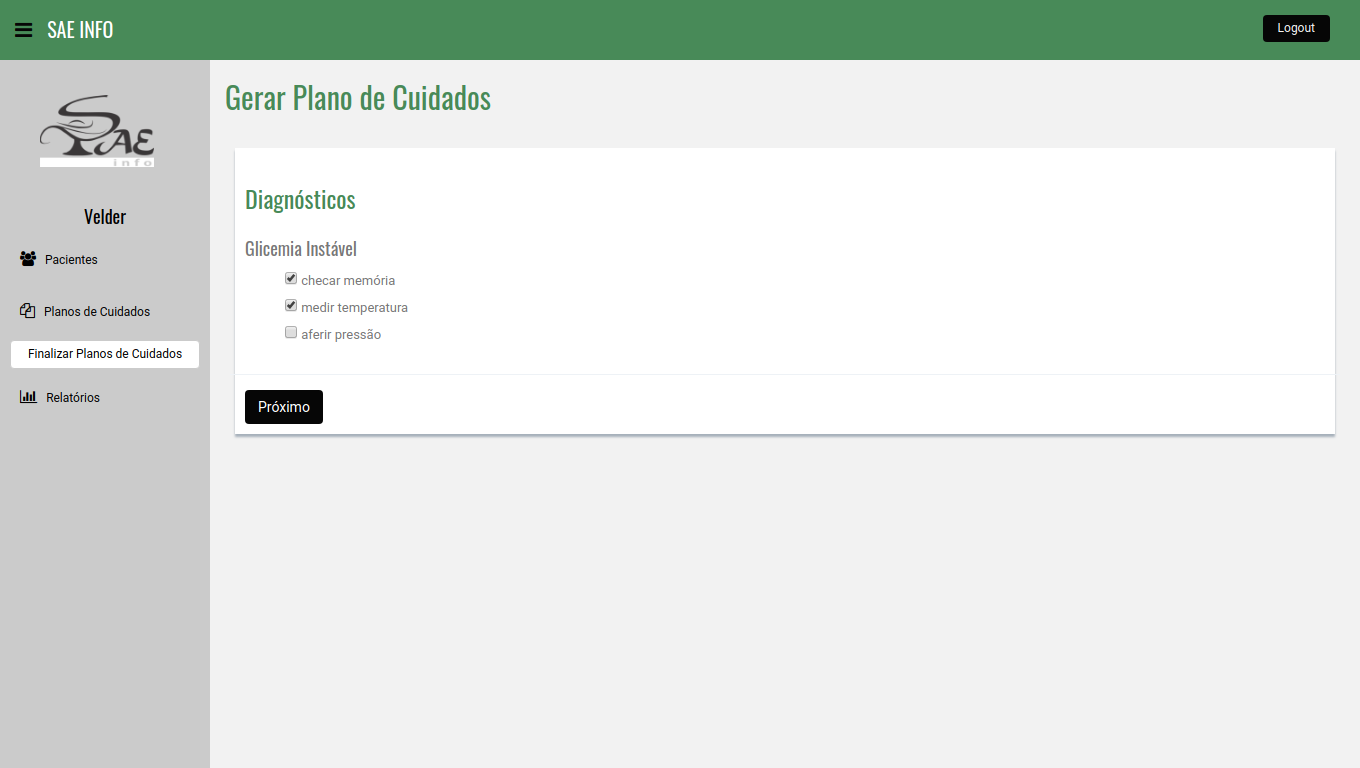 SAE INFO
Logout
SAE
info
Velder
Pacientes
Planos de Cuidados
Finalizar Planos de Cuidados
Relatórios
Gerar Plano de Cuidados
Diagnósticos
Glicemia Instável
checar memória
medir temperatura
aferir pressão
Próximo